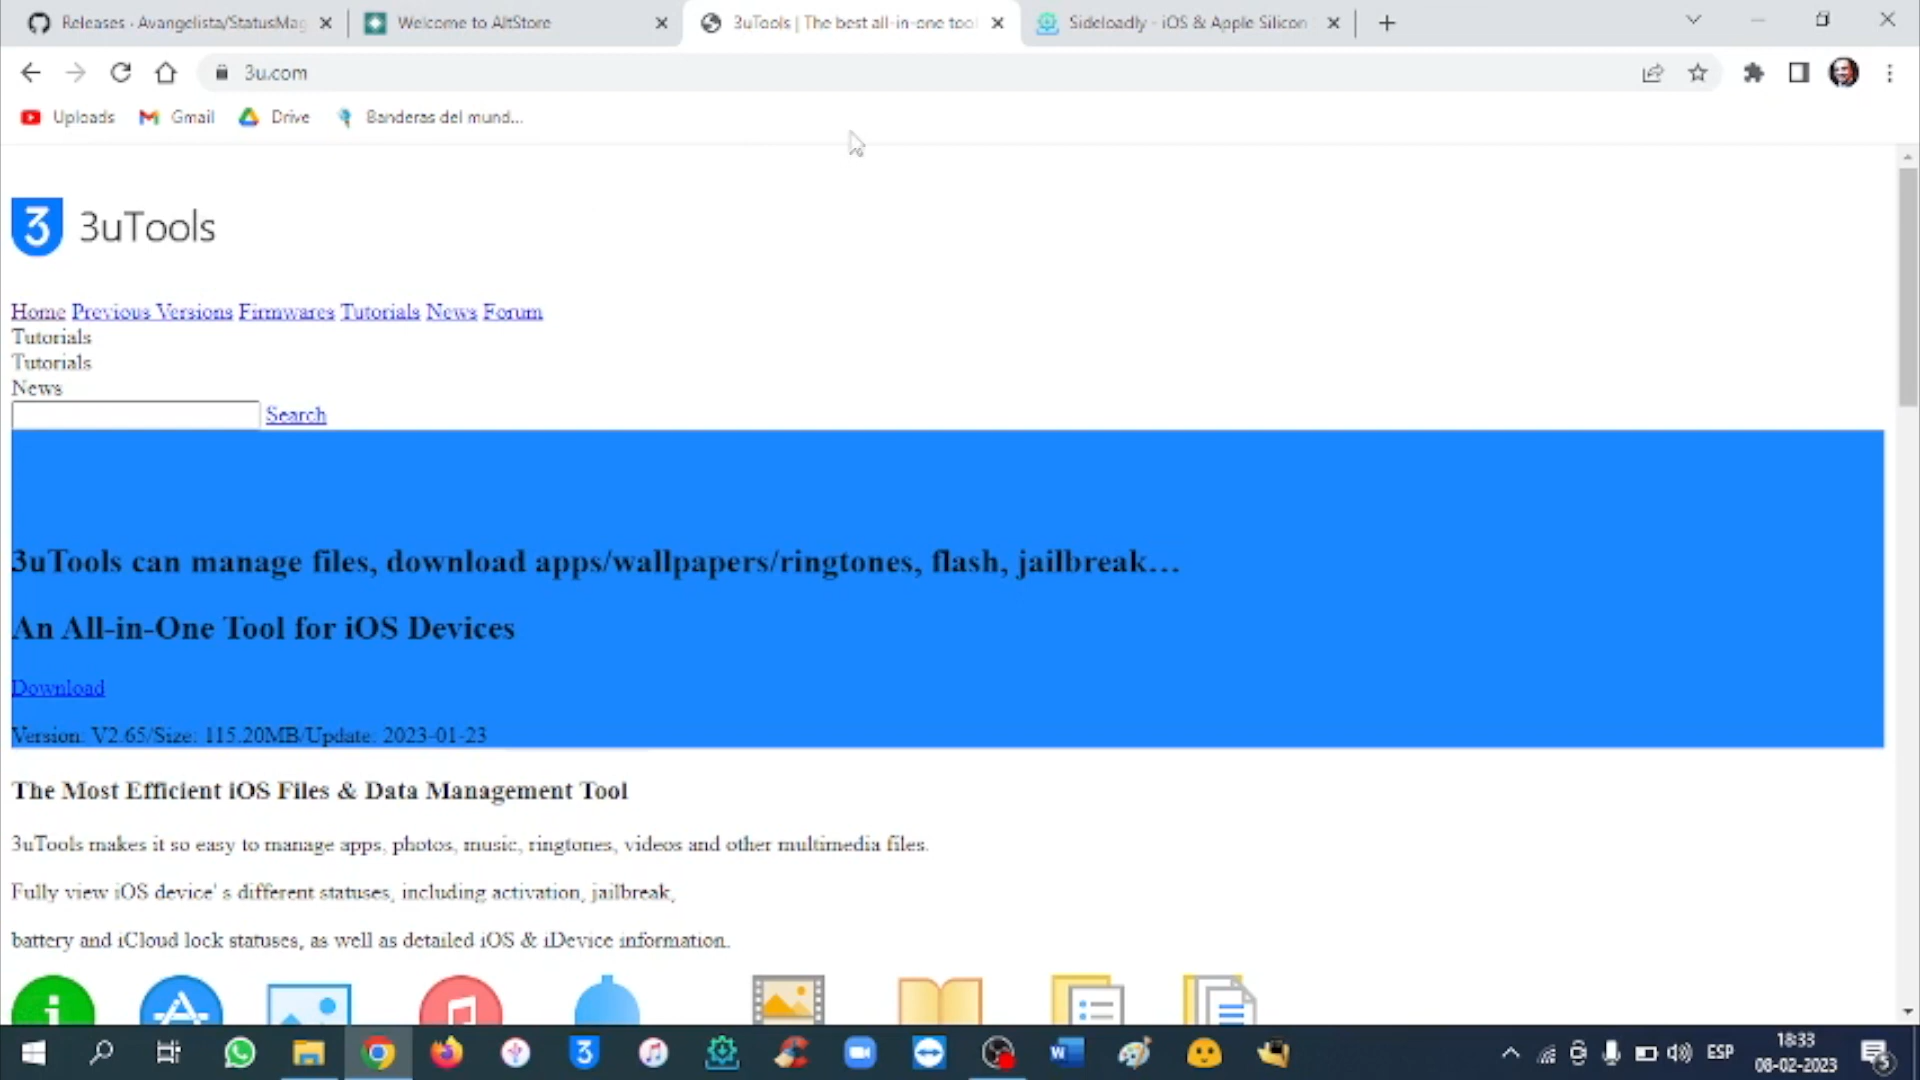 Releases · Avangelista/StatusMag
Welcome to AltStore
3uTools | The best all-in-one tool
Sideloadly - iOS & Apple Silicon
3u.com
Uploads
Gmail
Drive
Banderas del mund...
3 3uTools
Home Previous Versions Firmwares Tutorials News Forum
Tutorials
Tutorials
News
Search
3uTools can manage files, download apps/wallpapers/ringtones, flash, jailbreak…
An All-in-One Tool for iOS Devices
Download
Version: V2.65/Size: 115.20MB/Update: 2023-01-23
The Most Efficient iOS Files & Data Management Tool
3uTools makes it so easy to manage apps, photos, music, ringtones, videos and other multimedia files.
Fully view iOS device' s different statuses, including activation, jailbreak,
battery and iCloud lock statuses, as well as detailed iOS & iDevice information.
ESP
18:33
08-02-2023
5